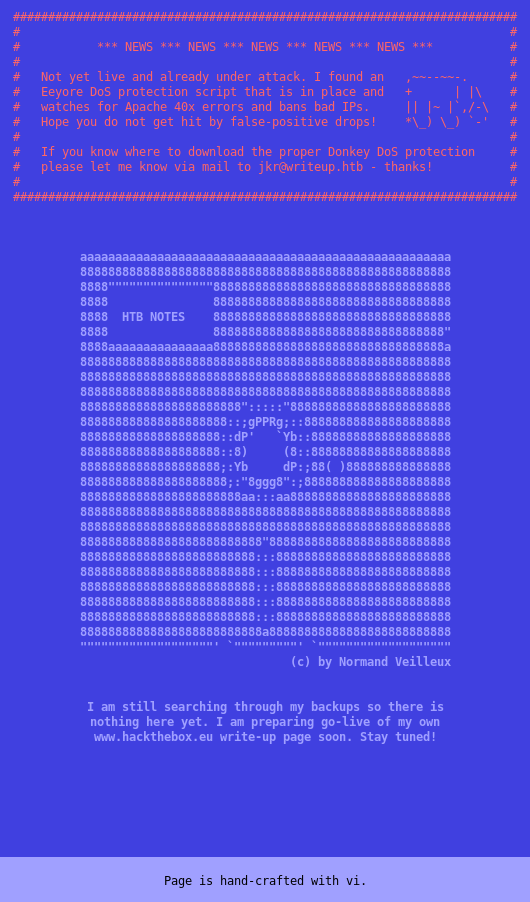 ########################################################################
# #
# *** NEWS *** NEWS *** NEWS *** NEWS *** NEWS *** #
# #
# Not yet live and already under attack. I found an ,~~--~~-. #
# Eeyore DoS protection script that is in place and + | |\ #
# watches for Apache 40x errors and bans bad IPs. || |~ |`,/-\ #
# Hope you do not get hit by false-positive drops! *\_) \_) `-' #
# #
# If you know where to download the proper Donkey DoS protection #
# please let me know via mail to jkr@writeup.htb - thanks! #
# #
########################################################################
HTB NOTES
(c) by Normand Veilleux
I am still searching through my backups so there is
nothing here yet. I am preparing go-live of my own
www.hackthebox.eu write-up page soon. Stay tuned!
Page is hand-crafted with vi.